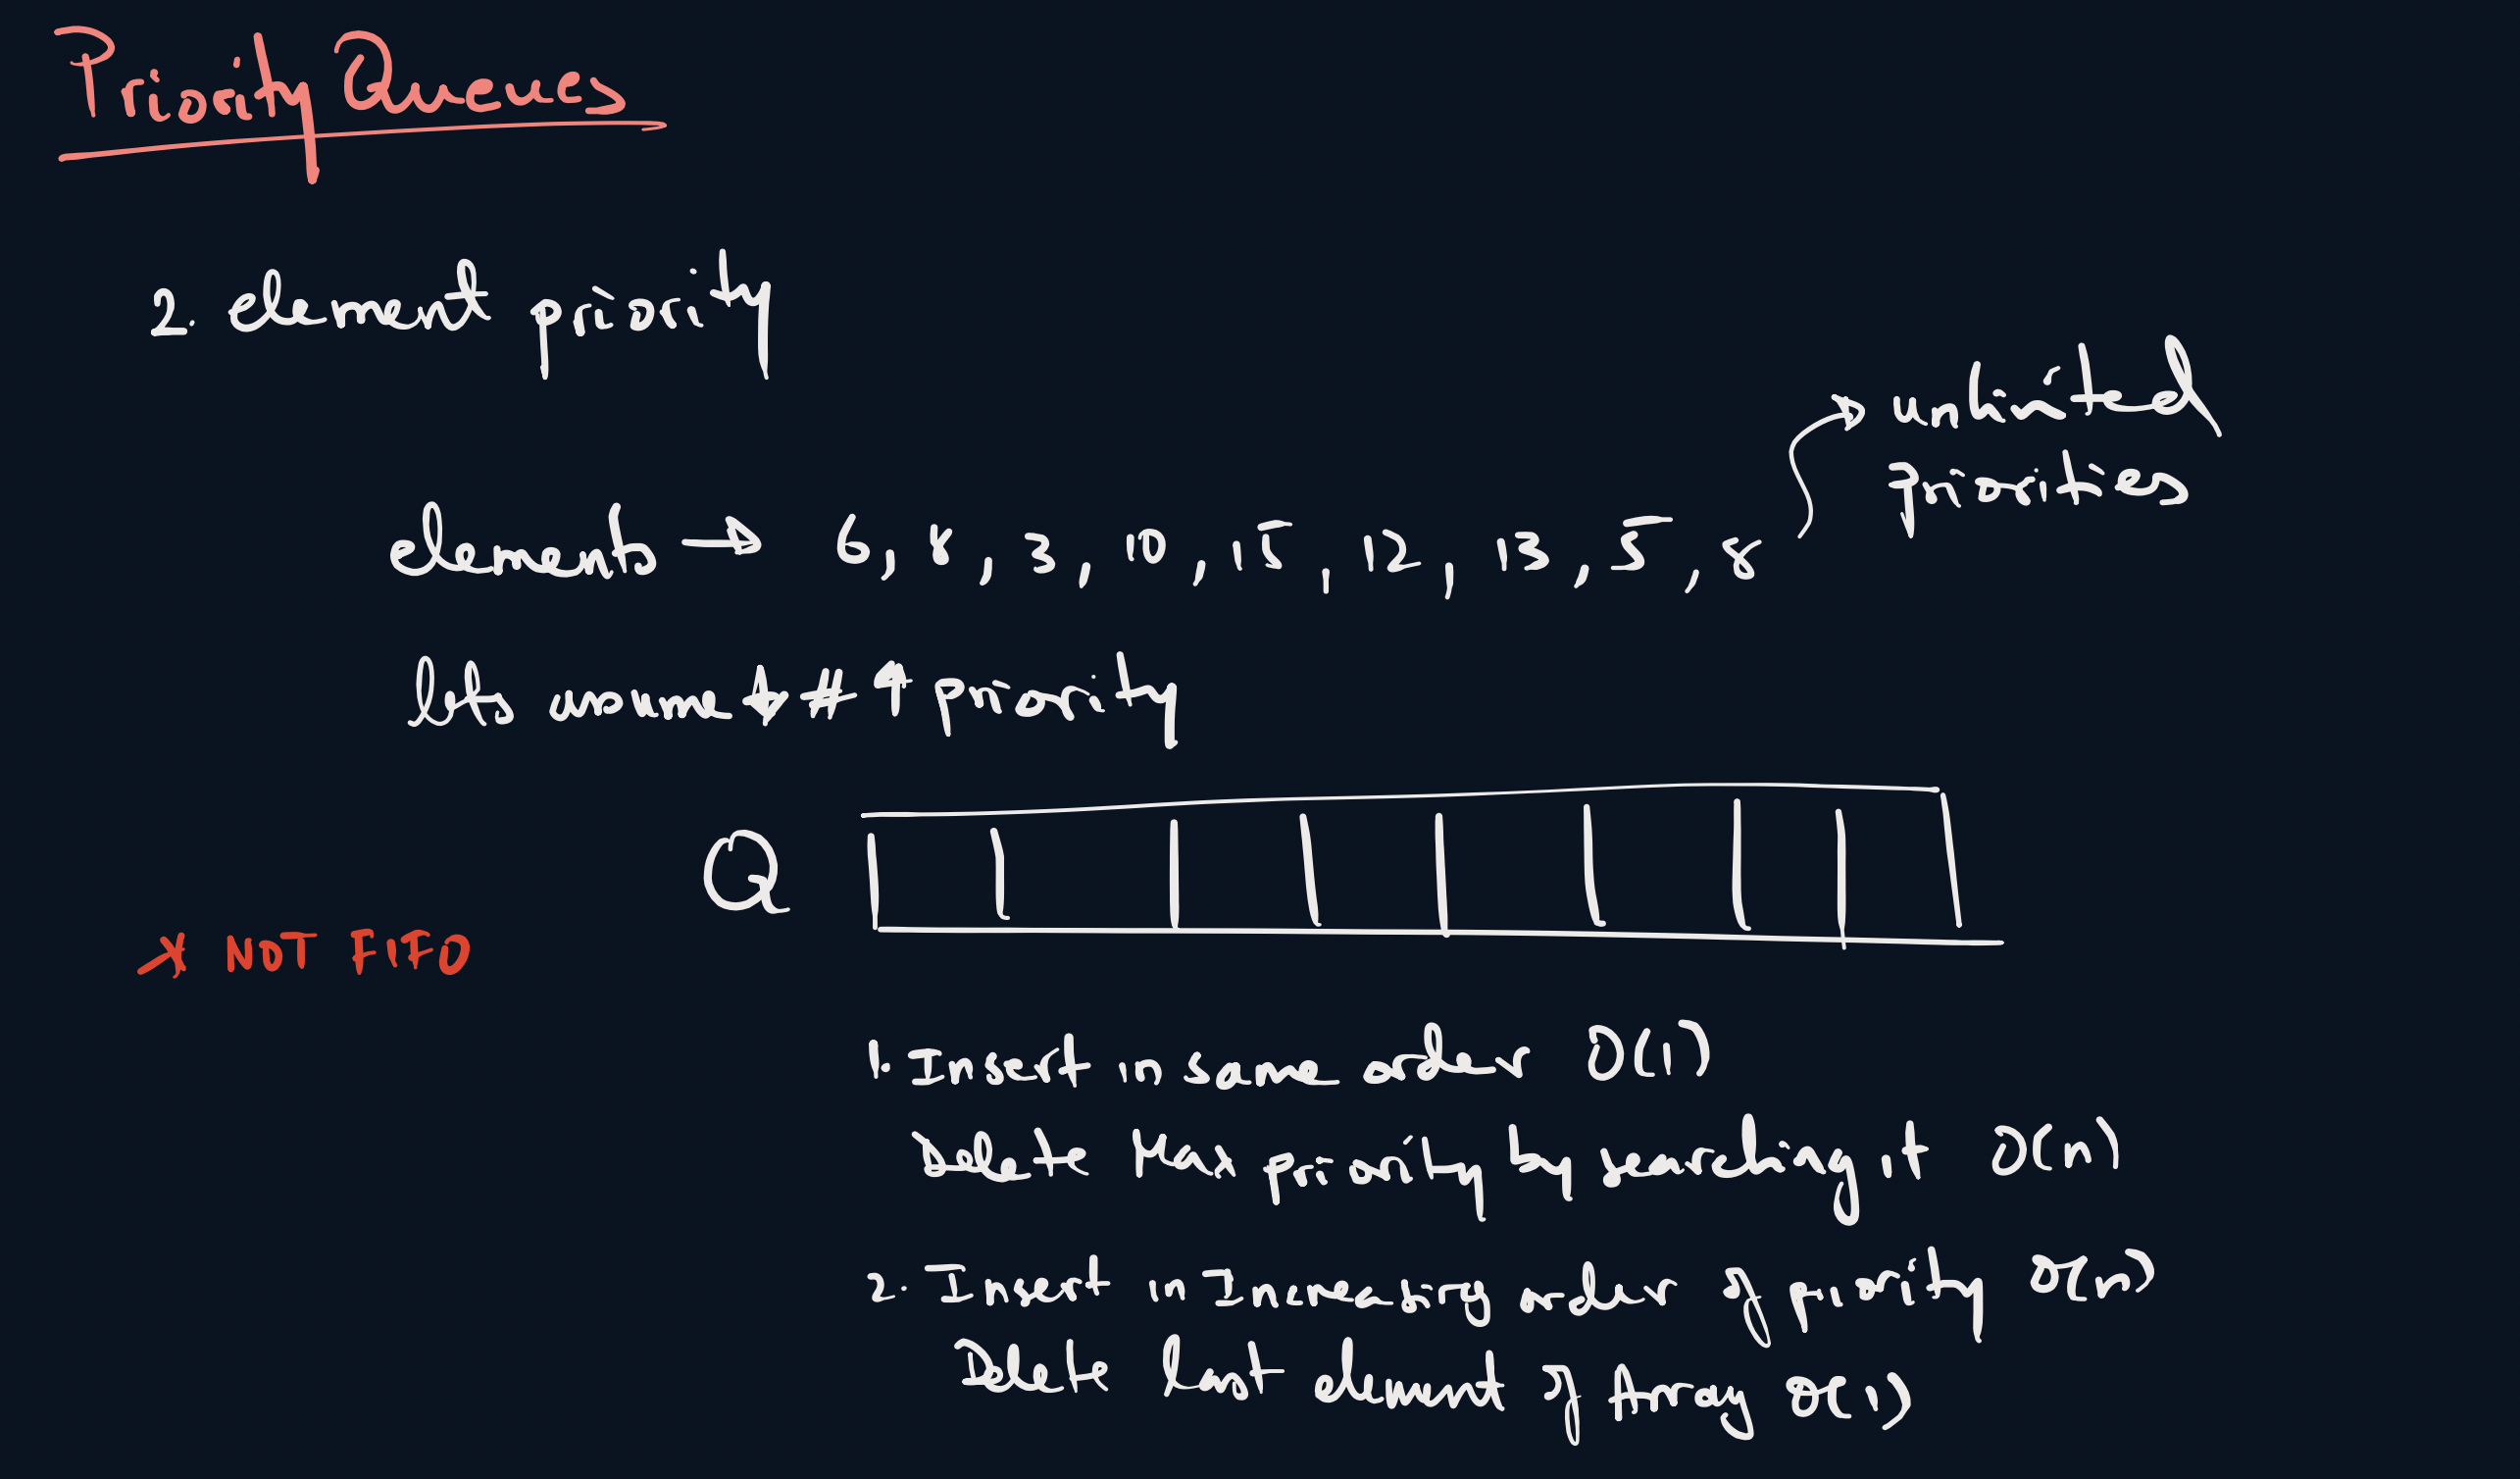 Priority Queues
2. element priority
unlimited
priorities
elements → 6, 8, 3, 10, 15, 12, 13, 5, 8
lets assume ↓ # ↑ priority
Q
* NOT FIFO
1. Insert in same order O(1)
Delete Max priority by searching it O(n)
2. Insert in Increasing order of priority O(n)
Delete last element of Array O(1)